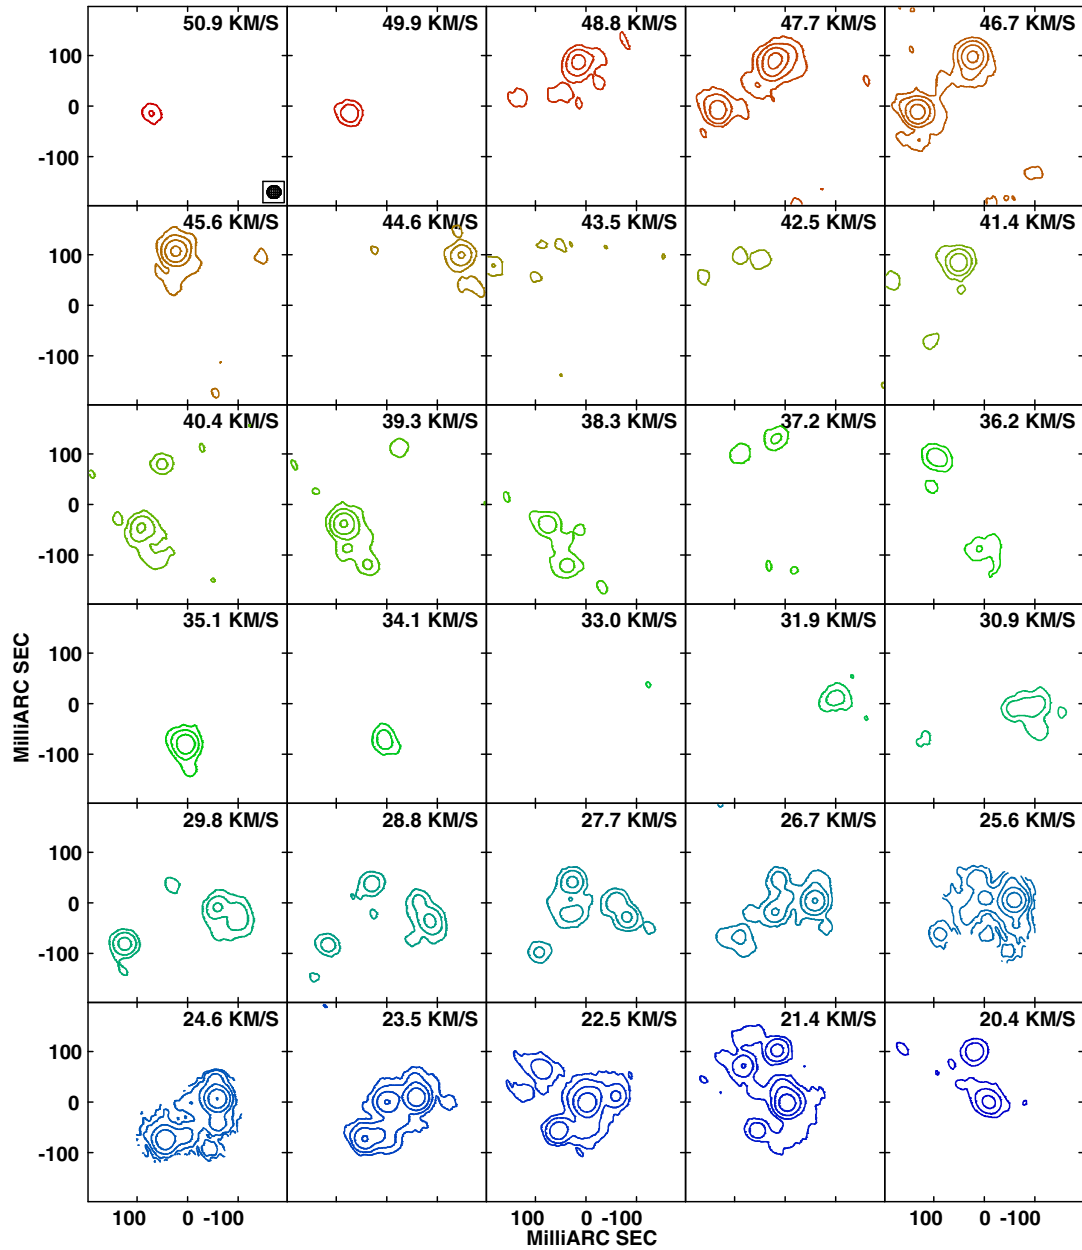 50.9 KM/S 49.9 KM/S 48.8 KM/S 47.7 KM/S 46.7 KM/S
100
0
-100
45.6 KM/S 44.6 KM/S 43.5 KM/S 42.5 KM/S 41.4 KM/S
100
0
-100
40.4 KM/S 39.3 KM/S 38.3 KM/S 37.2 KM/S 36.2 KM/S
100
0
-100
35.1 KM/S 34.1 KM/S 33.0 KM/S 31.9 KM/S 30.9 KM/S
100
0
-100
MilliARC SEC
29.8 KM/S 28.8 KM/S 27.7 KM/S 26.7 KM/S 25.6 KM/S
100
0
-100
24.6 KM/S 23.5 KM/S 22.5 KM/S 21.4 KM/S 20.4 KM/S
100
0
-100
100 0 -100 100 0 -100 100 0 -100
MilliARC SEC